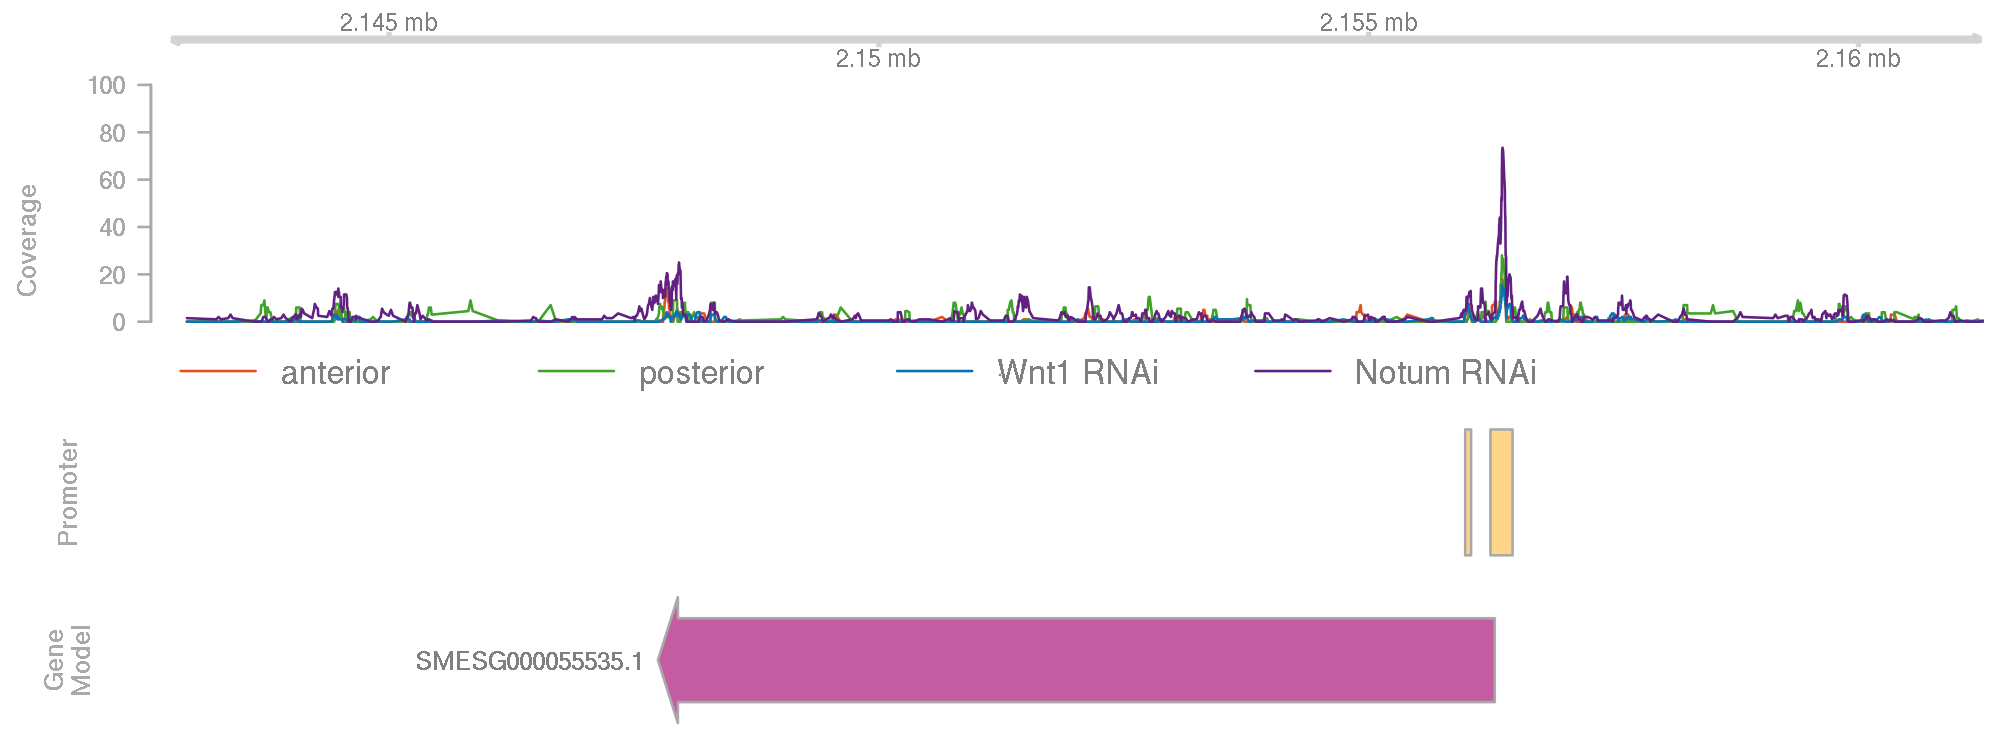 2.145 mb
2.155 mb
2.15 mb
2.16 mb
Coverage
100
80
60
40
20
0
anterior posterior Wnt1 RNAi Notum RNAi
Promoter
Gene
Model
SMESG000055535.1